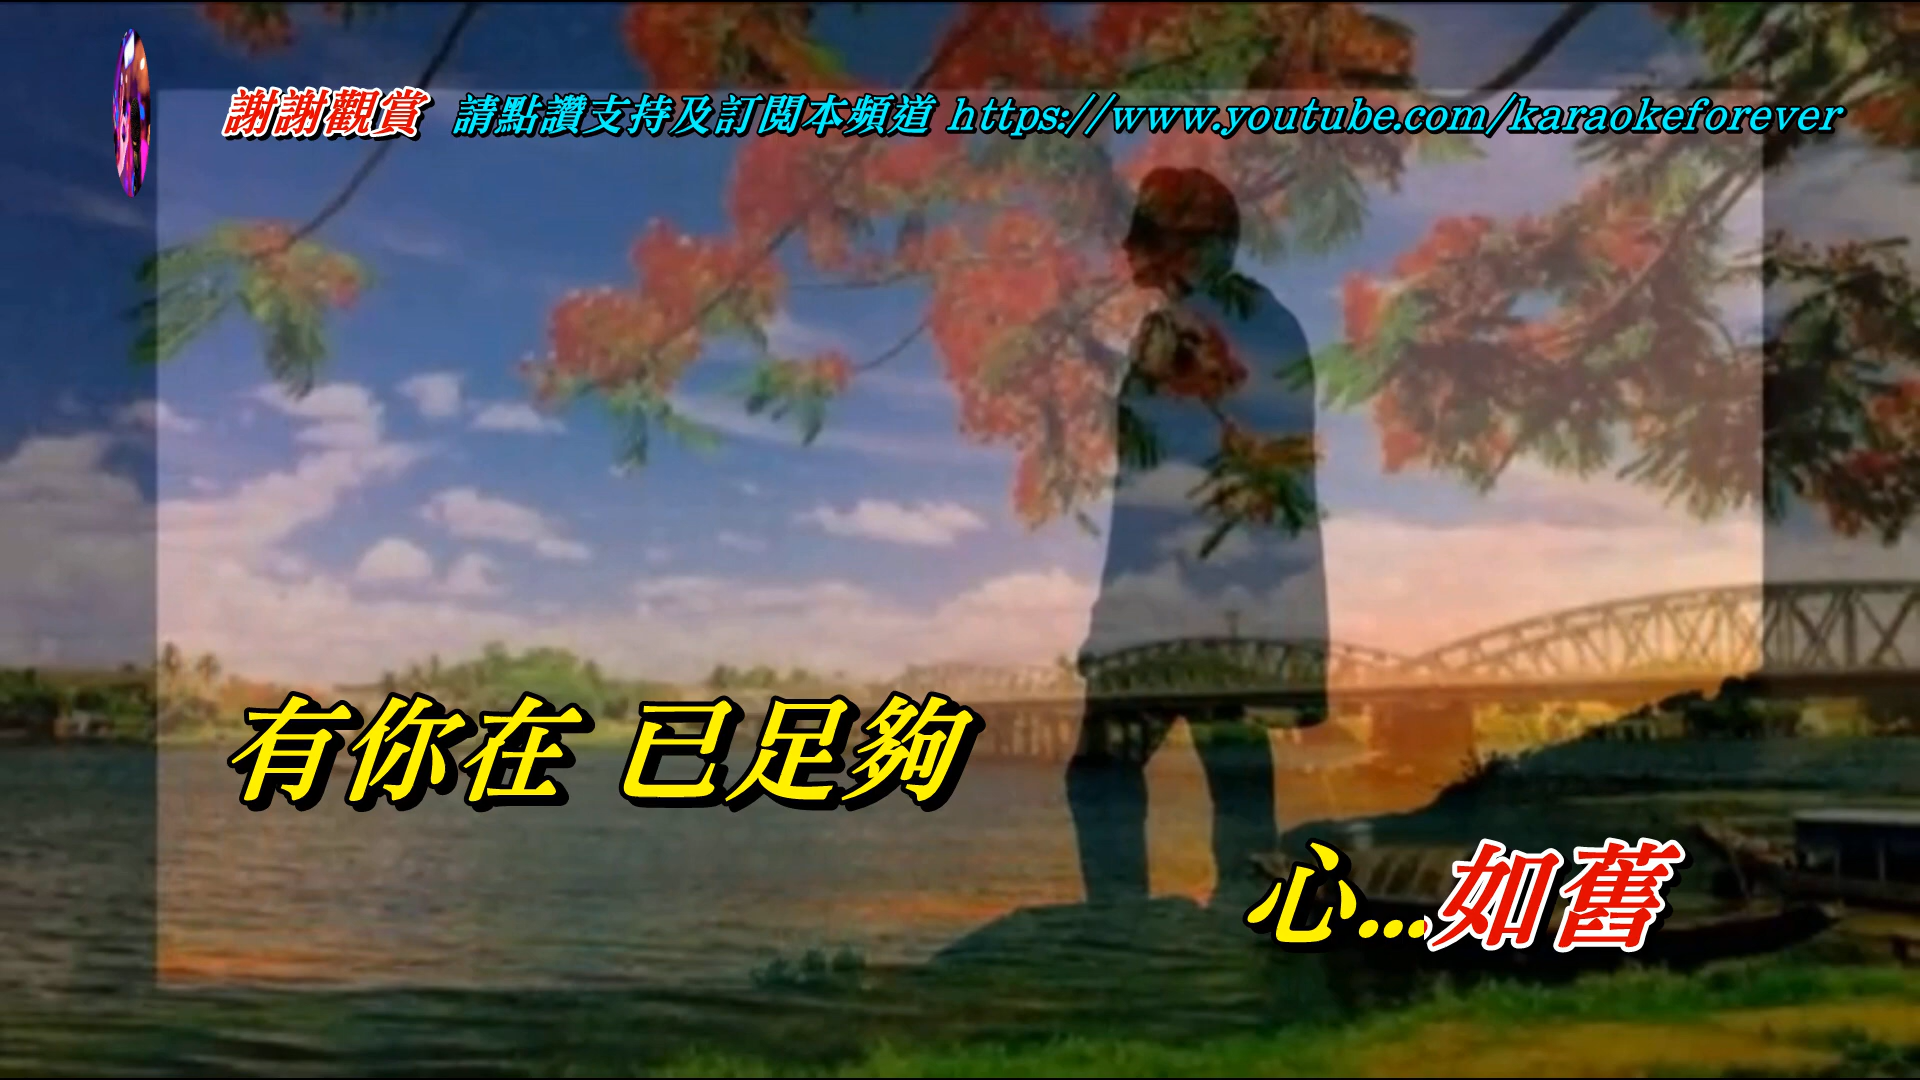 謝謝觀賞 請點讚支持及訂閱本頻道 https://www.youtube.com/karaokeforever
有你在 已足夠
心...如舊